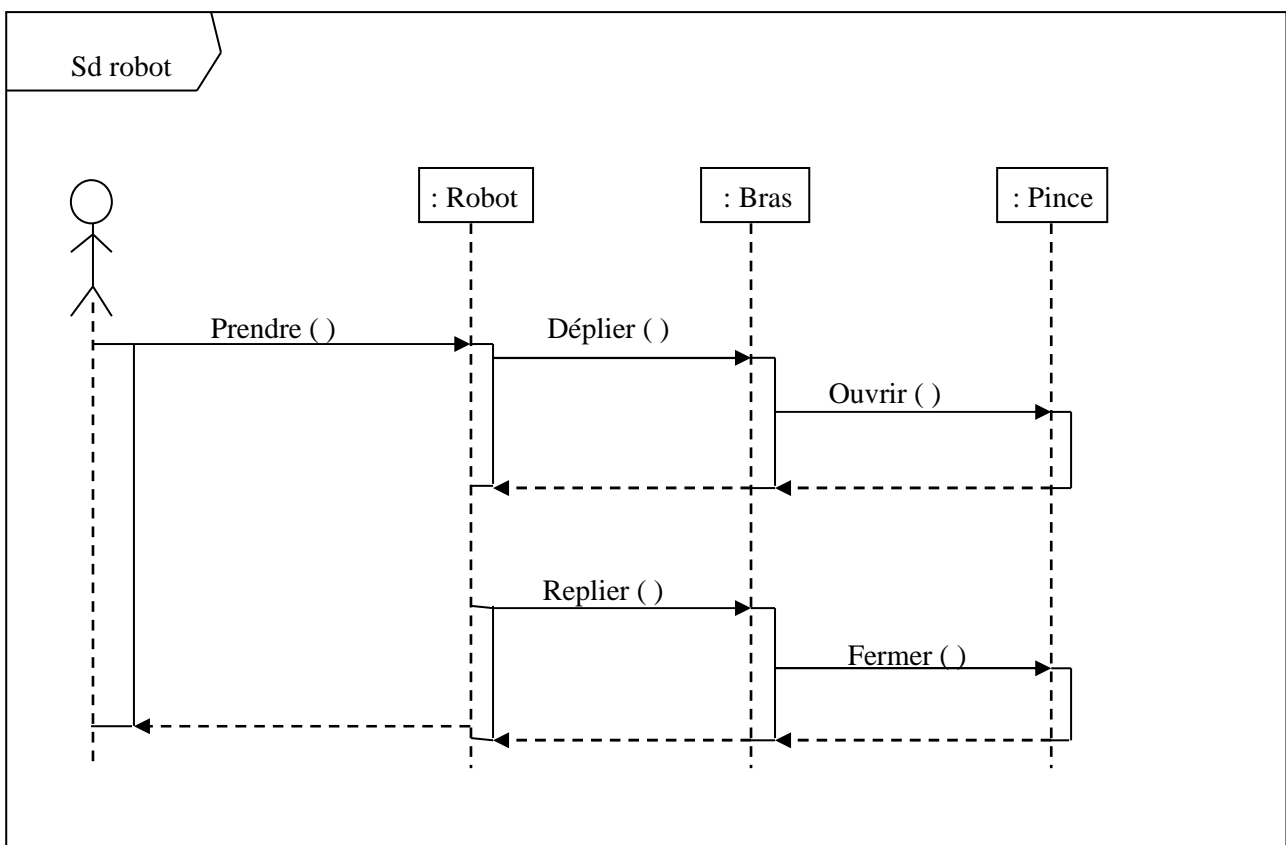 Sd robot
: Robot
: Bras
: Pince
Prendre ( )
Déplier ( )
Ouvrir ( )
Replier ( )
Fermer ( )